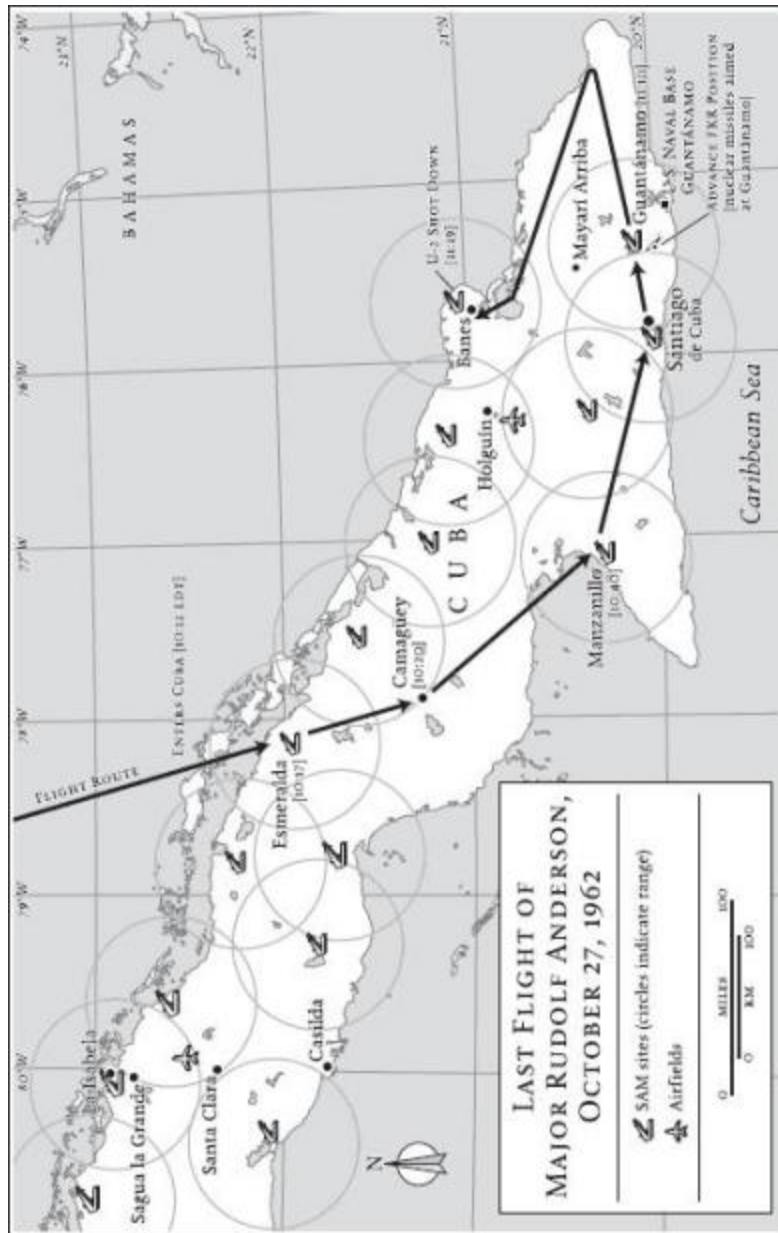 LAST FLIGHT OF
MAJOR RUDOLF ANDERSON,
OCTOBER 27, 1962
SAM sites (circles indicate range)
Airfields
0 MILES 100
0 KM 100
N
80°W
79°W
78°W
77°W
76°W
74°W
22°N
21°N
20°N
FLIGHT ROUTE
ENTERS CUBA [10:12 EDT]
BAHAMAS
La Isabela
Sagua la Grande
Santa Clara
Casilda
Esmeralda
[10:17]
Camagüey
[10:29]
CUBA
Manzanillo
[10:40]
Holguín
Banes
U-2 SHOT DOWN
[11:19]
Mayarí Arriba
Santiago
de Cuba
Guantánamo
U.S. NAVAL BASE
GUANTÁNAMO
ADVANCE FKR POSITION
[nuclear missiles aimed
at Guantánamo]
Caribbean Sea